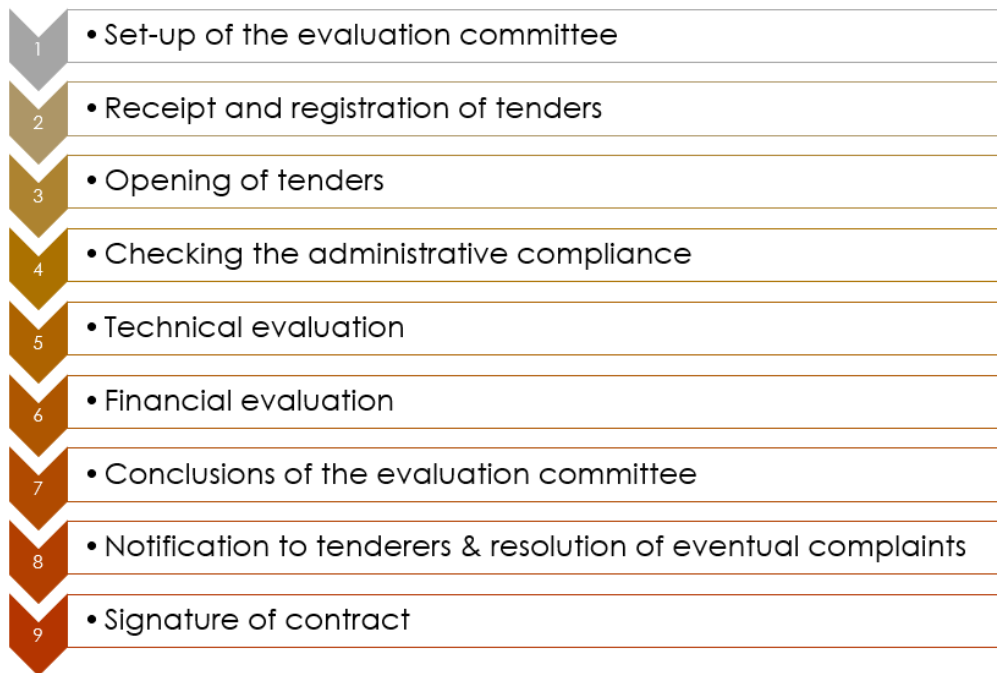 1 • Set-up of the evaluation committee
2 • Receipt and registration of tenders
3 • Opening of tenders
4 • Checking the administrative compliance
5 • Technical evaluation
6 • Financial evaluation
7 • Conclusions of the evaluation committee
8 • Notification to tenderers & resolution of eventual complaints
9 • Signature of contract